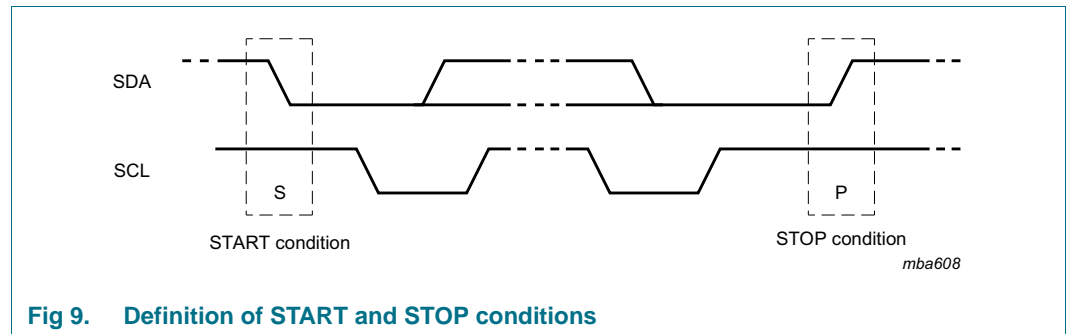 SDA
SCL
S
P
START condition
STOP condition
mba608
Fig 9. Definition of START and STOP conditions